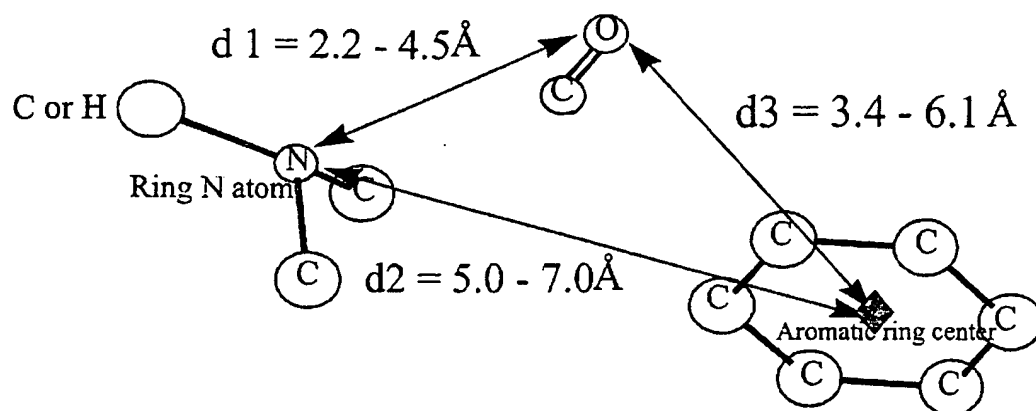 O
d 1 = 2.2 - 4.5Å
C
d3 = 3.4 - 6.1 Å
C or H
N
Ring N atom
C
C
C
C
d2 = 5.0 - 7.0Å
C
C
Aromatic ring center
C
C